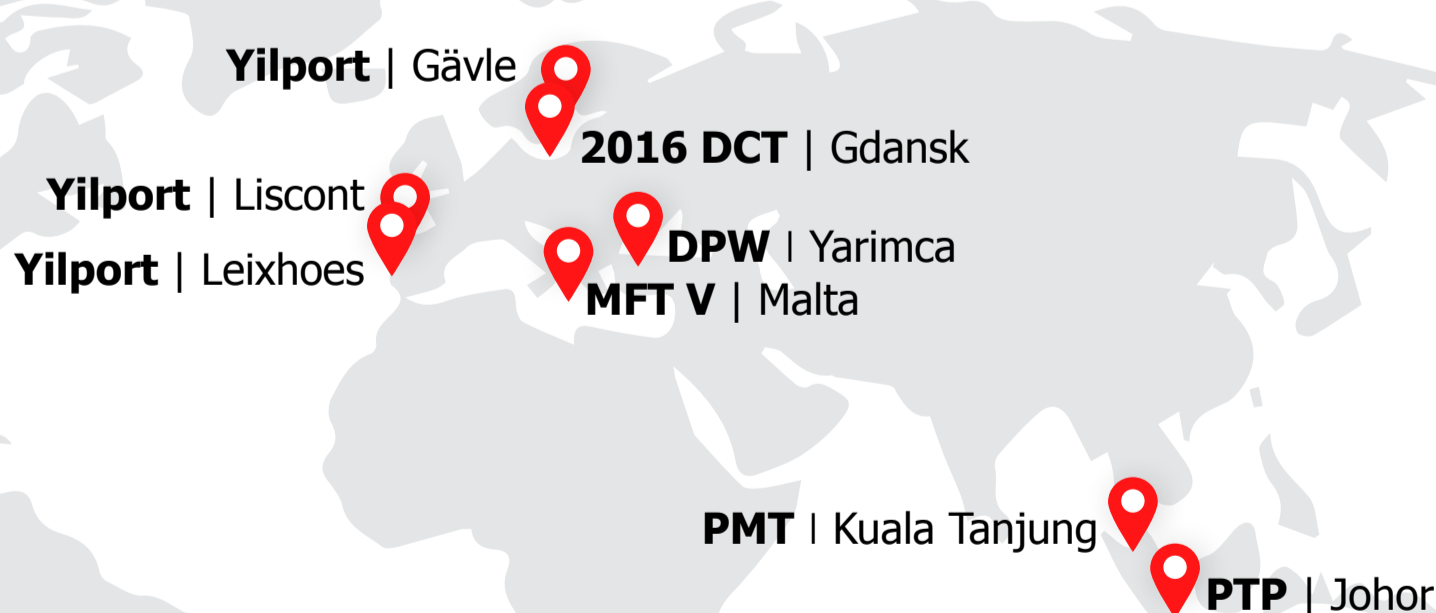 Yilport | Gävle
2016 DCT | Gdansk
Yilport | Liscont
DPW | Yarimca
Yilport | Leixhoes
MFT V | Malta
PMT | Kuala Tanjung
PTP | Johor